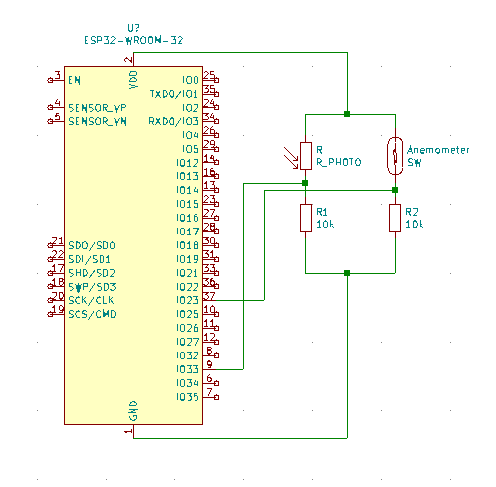 U?
ESP32-WROOM-32
2
VDD
3 EN IO0 25
TXD0/IO1 35
4 SENSOR_VP IO2 24
5 SENSOR_VN RXD0/IO3 34
IO4 26
IO5 29
IO12 14
IO13 16
IO14 13
IO15 23
IO16 27
IO17 28
21 SDO/SD0 IO18 30
22 SDI/SD1 IO19 31
17 SHD/SD2 IO21 33
18 SWP/SD3 IO22 36
20 SCK/CLK IO23 37
19 SCS/CMD IO25 10
IO26 11
IO27 12
IO32 8
IO33 9
IO34 6
IO35 7
GND
1
R
R_PHOTO
Anemometer
SW
R1
10k
R2
10k